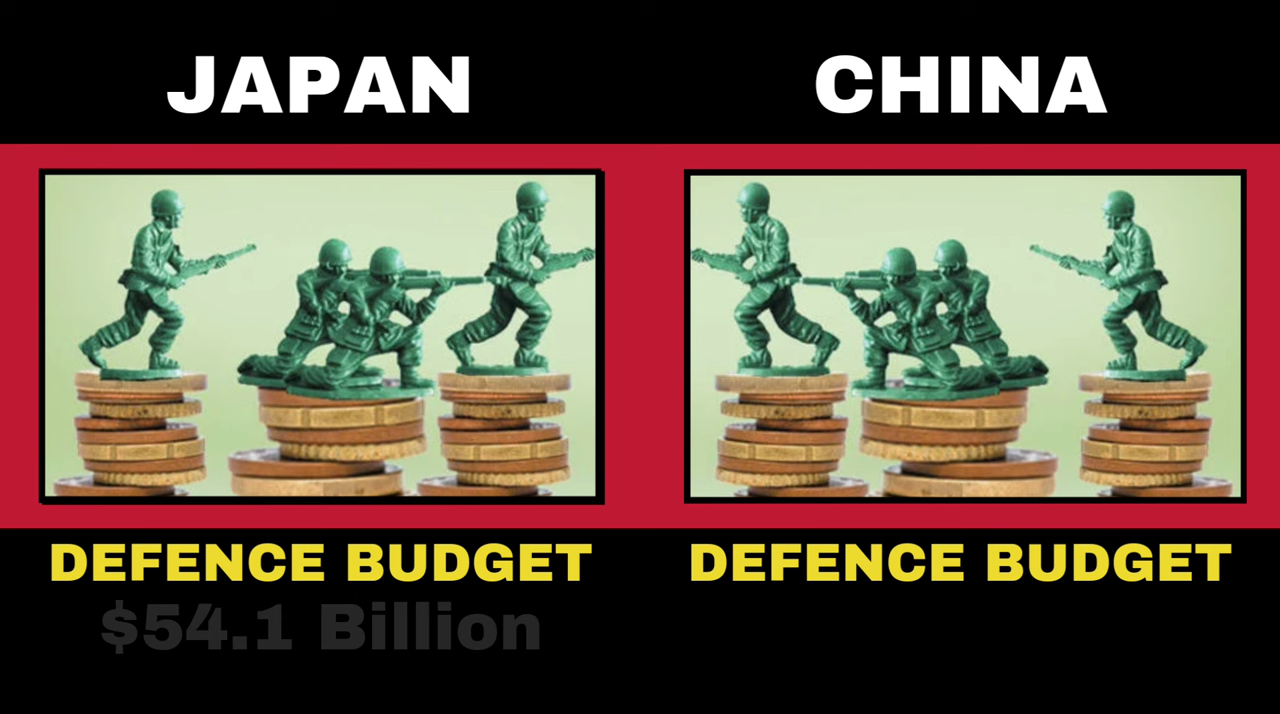 JAPAN
CHINA
DEFENCE BUDGET
DEFENCE BUDGET
$54.1 Billion